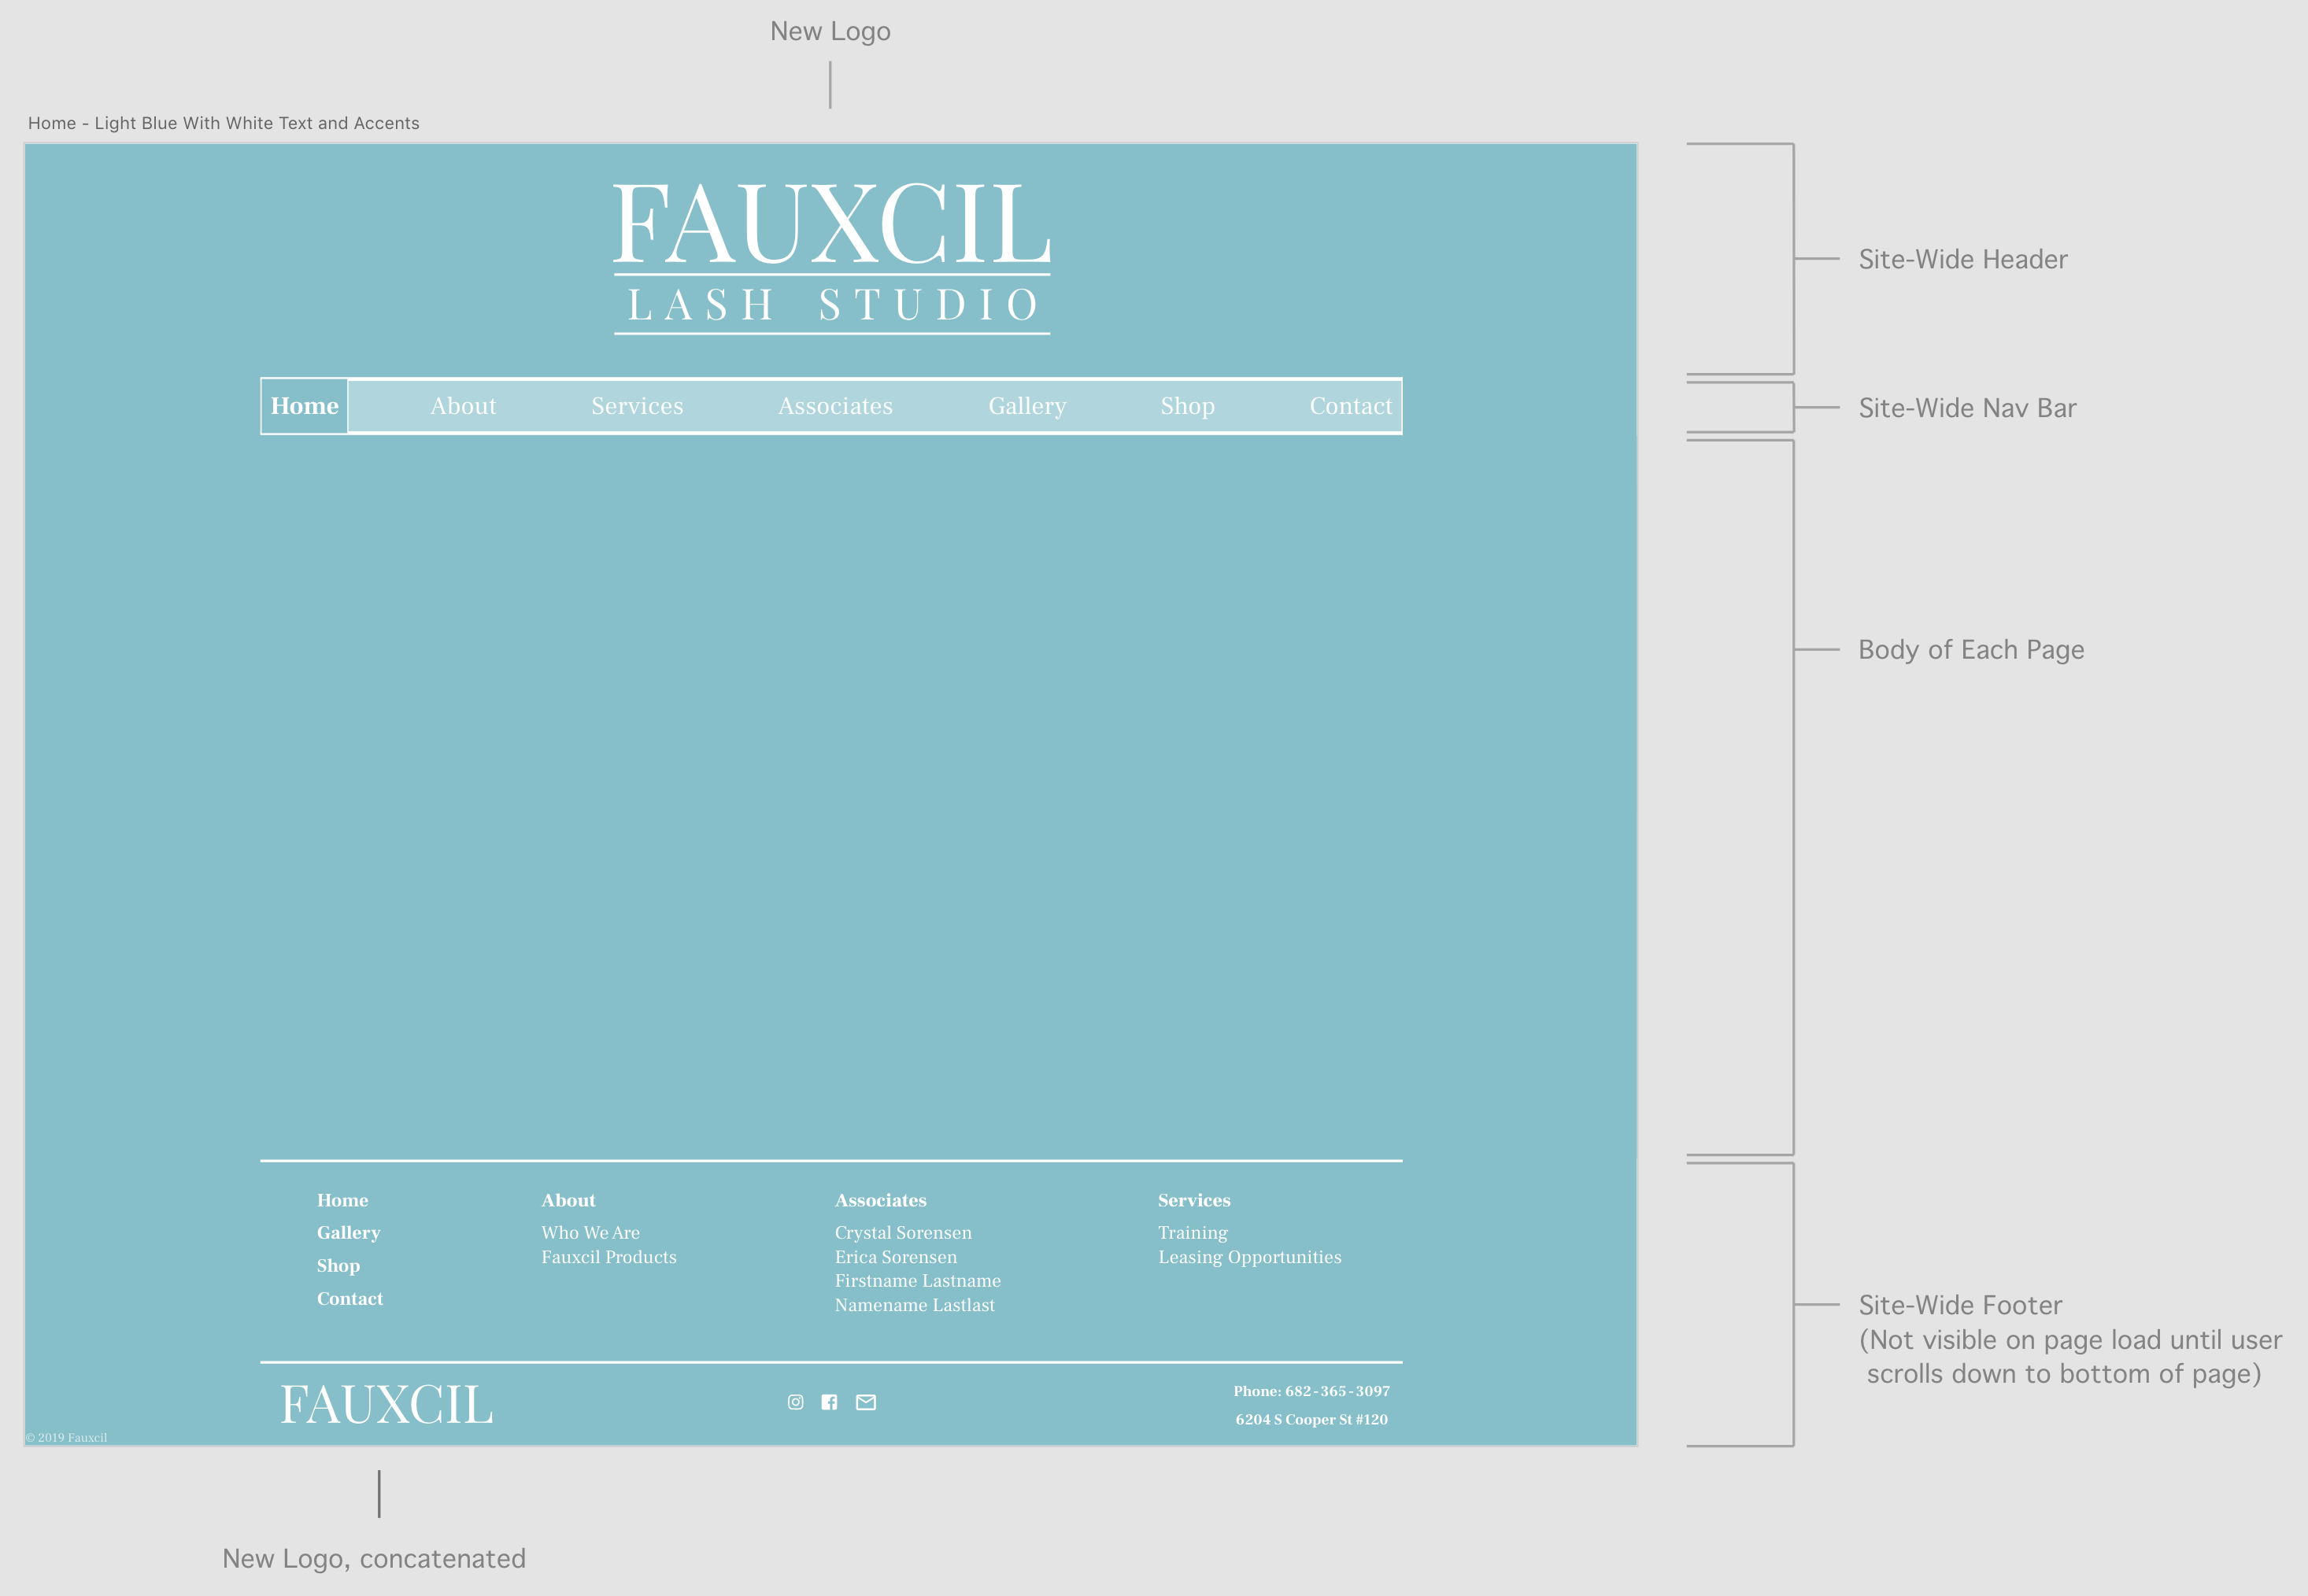 New Logo
Home - Light Blue With White Text and Accents
FAUXCIL
LASH STUDIO
Site-Wide Header
Home About Services Associates Gallery Shop Contact
Site-Wide Nav Bar
Body of Each Page
Home
Gallery
Shop
Contact
About
Who We Are
Fauxcil Products
Associates
Crystal Sorensen
Erica Sorensen
Firstname Lastname
Namename Lastlast
Services
Training
Leasing Opportunities
Site-Wide Footer
(Not visible on page load until user
scrolls down to bottom of page)
FAUXCIL
Phone: 682-365-3097
6204 S Cooper St #120
© 2019 Fauxcil
New Logo, concatenated